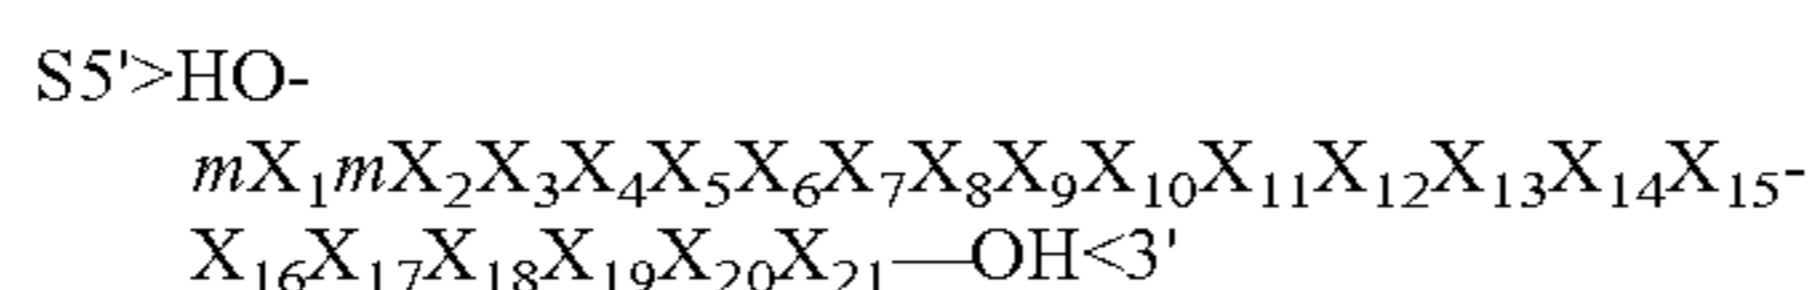 S5'>HO-
mX₁mX₂X₃X₄X₅X₆X₇X₈X₉X₁₀X₁₁X₁₂X₁₃X₁₄X₁₅-
X₁₆X₁₇X₁₈X₁₉X₂₀X₂₁—OH<3'